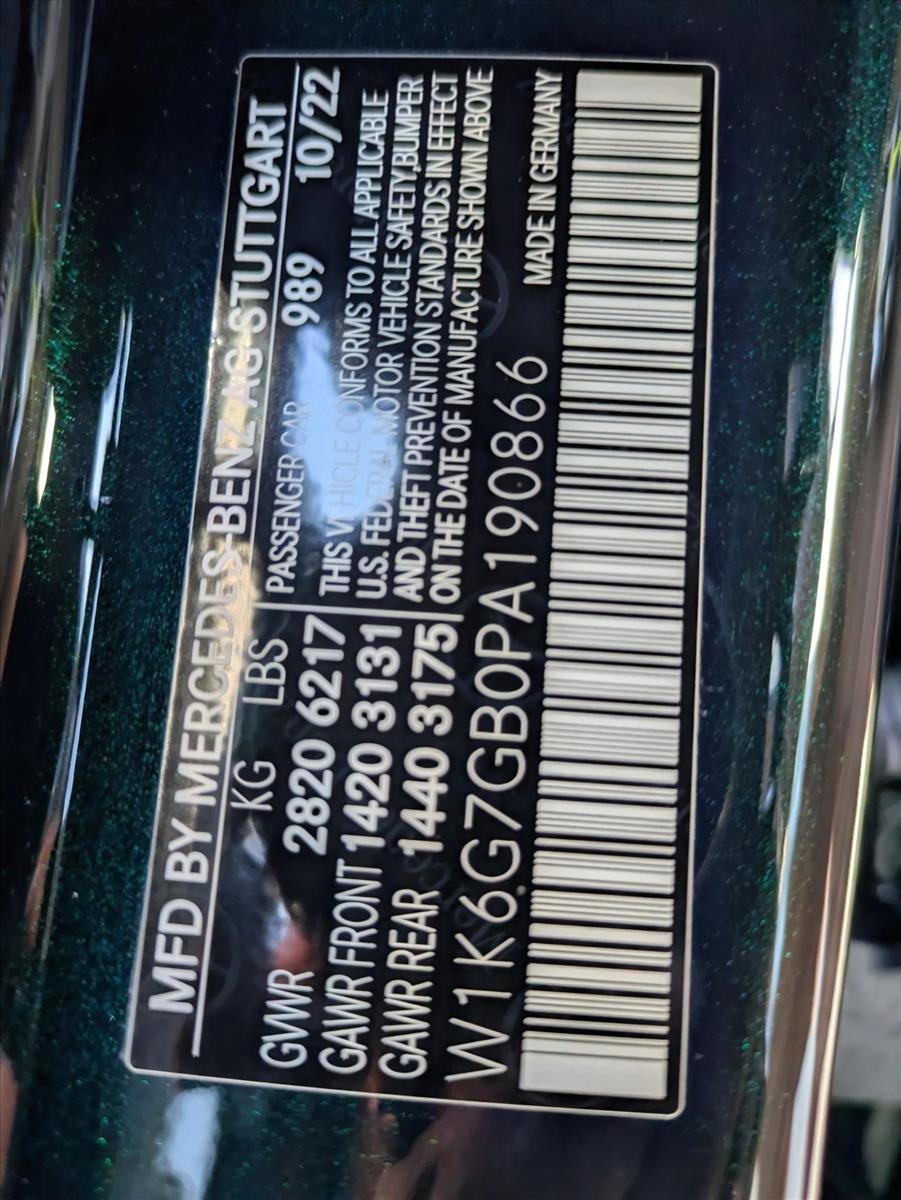 MFD BY MERCEDES-BENZ AG STUTTGART
KG LBS
GVWR 2820 6217
GAWR FRONT 1420 3131
GAWR REAR 1440 3175
PASSENGER CAR 989 10/22
THIS VEHICLE CONFORMS TO ALL APPLICABLE
U.S. FEDERAL MOTOR VEHICLE SAFETY,BUMPER
AND THEFT PREVENTION STANDARDS IN EFFECT
ON THE DATE OF MANUFACTURE SHOWN ABOVE
W1K6G7GB0PA190866
MADE IN GERMANY